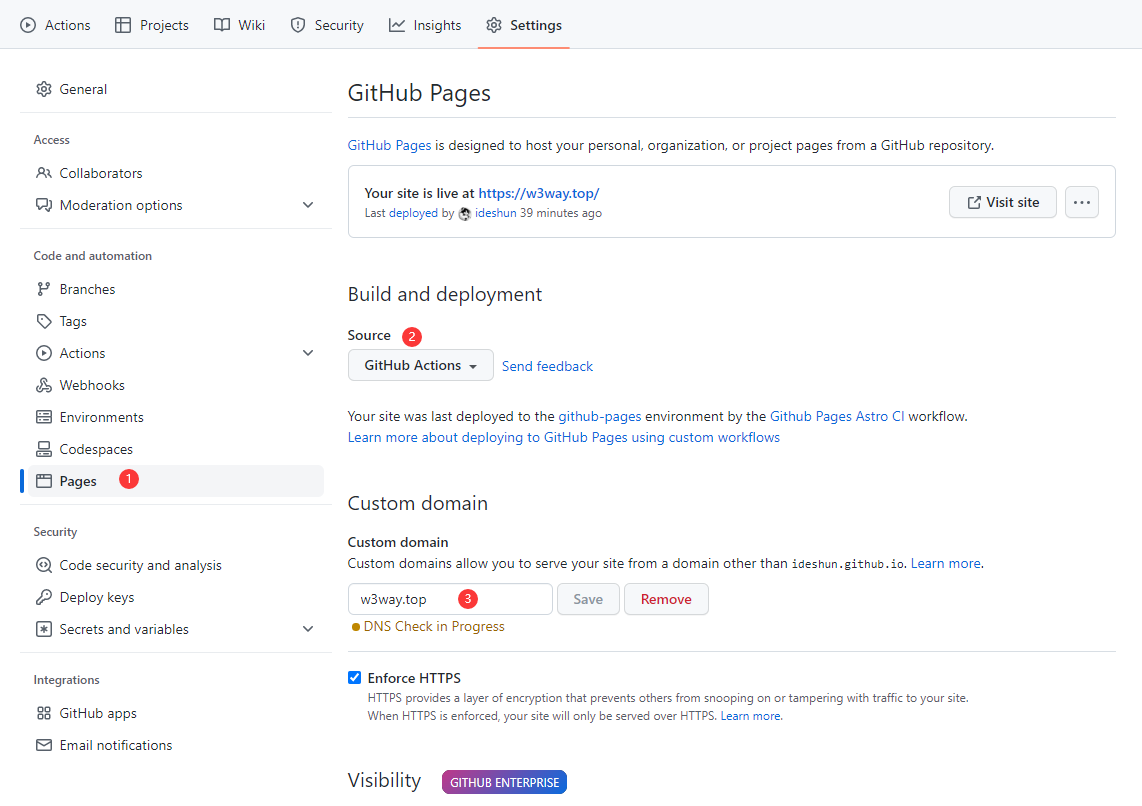 Actions Projects Wiki Security Insights Settings
General
Access
Collaborators
Moderation options
Code and automation
Branches
Tags
Actions
Webhooks
Environments
Codespaces
Pages 1
Security
Code security and analysis
Deploy keys
Secrets and variables
Integrations
GitHub apps
Email notifications
GitHub Pages
GitHub Pages is designed to host your personal, organization, or project pages from a GitHub repository.
Your site is live at https://w3way.top/
Last deployed by ideshun 39 minutes ago
Visit site
Build and deployment
Source 2
GitHub Actions Send feedback
Your site was last deployed to the github-pages environment by the Github Pages Astro CI workflow.
Learn more about deploying to GitHub Pages using custom workflows
Custom domain
Custom domain
Custom domains allow you to serve your site from a domain other than ideshun.github.io. Learn more.
w3way.top 3 Save Remove
DNS Check in Progress
Enforce HTTPS
HTTPS provides a layer of encryption that prevents others from snooping on or tampering with traffic to your site.
When HTTPS is enforced, your site will only be served over HTTPS. Learn more.
Visibility GITHUB ENTERPRISE